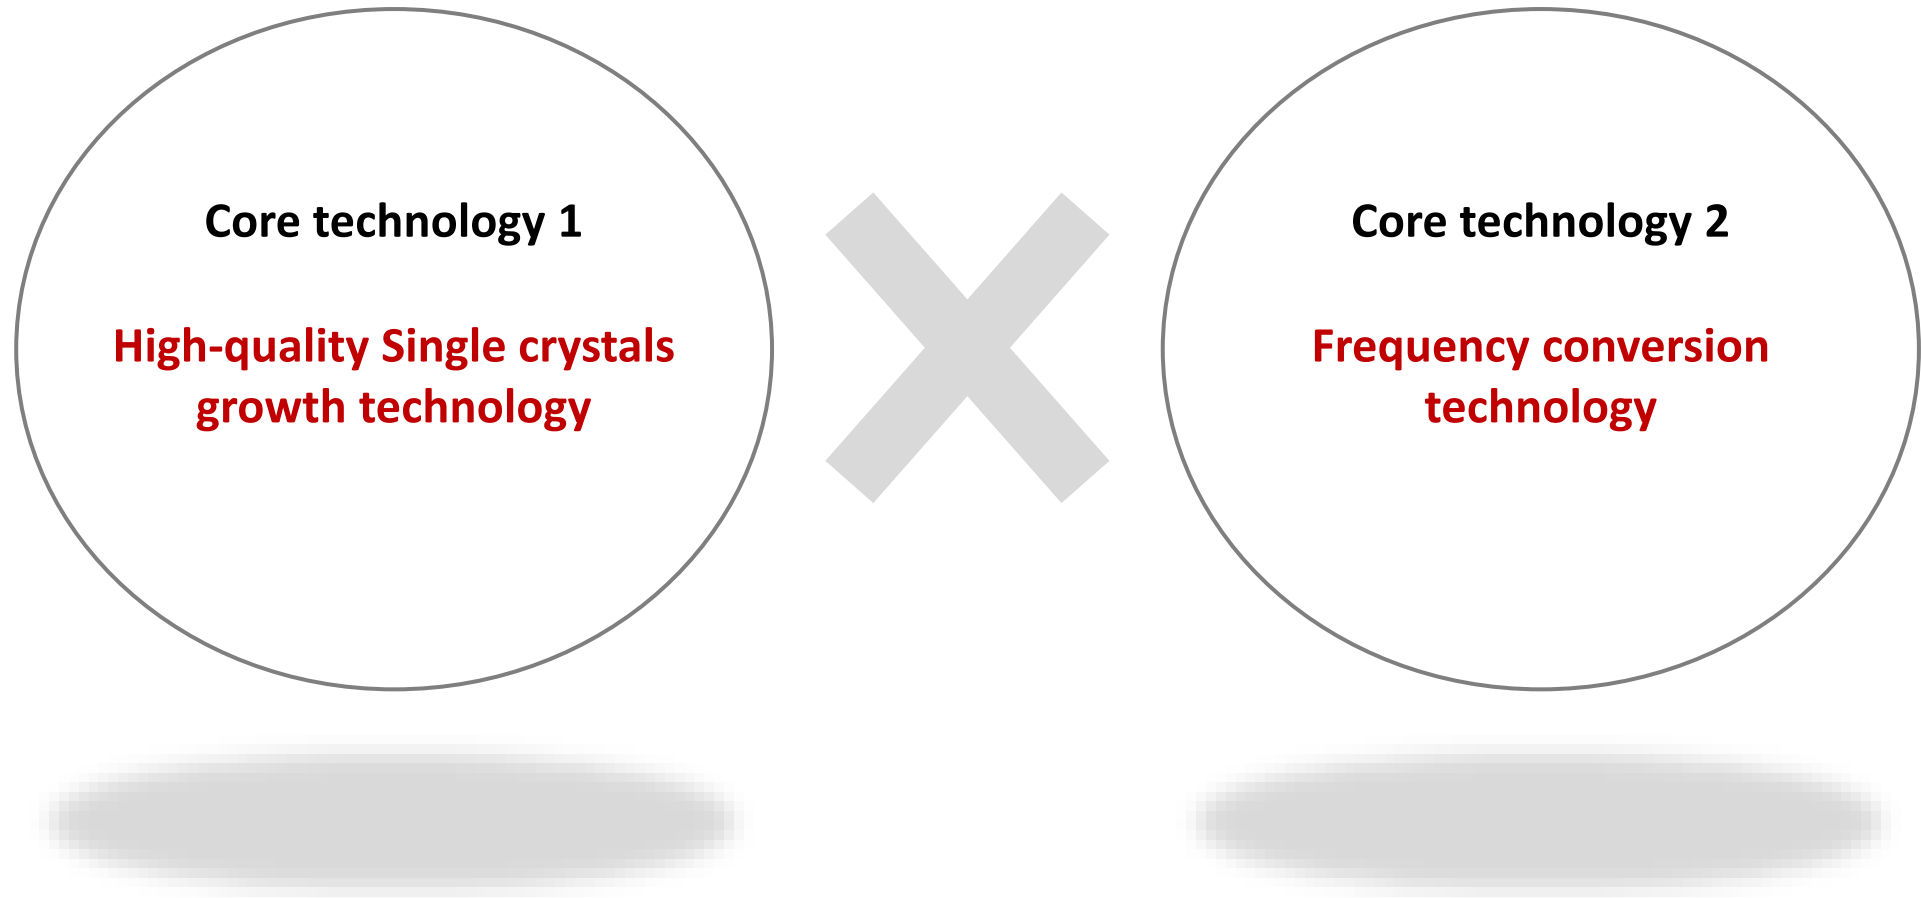 Core technology 1
High-quality Single crystals
growth technology
Core technology 2
Frequency conversion
technology